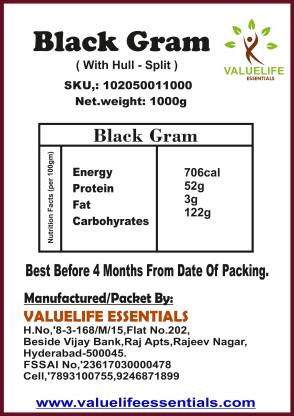 Black Gram
( With Hull - Split )
SKU,: 102050011000
Net.weight: 1000g
VALUELIFE
ESSENTIALS
Black Gram
Nutrition Facts (per 100gm)
Energy 706cal
Protein 52g
Fat 3g
Carbohyrates 122g
Best Before 4 Months From Date Of Packing.
Manufactured/Packet By:
VALUELIFE ESSENTIALS
H.No,'8-3-168/M/15,Flat No.202,
Beside Vijay Bank,Raj Apts,Rajeev Nagar,
Hyderabad-500045.
FSSAI No,'23617030000478
Cell,'7893100755,9246871899
www.valuelifeessentials.com